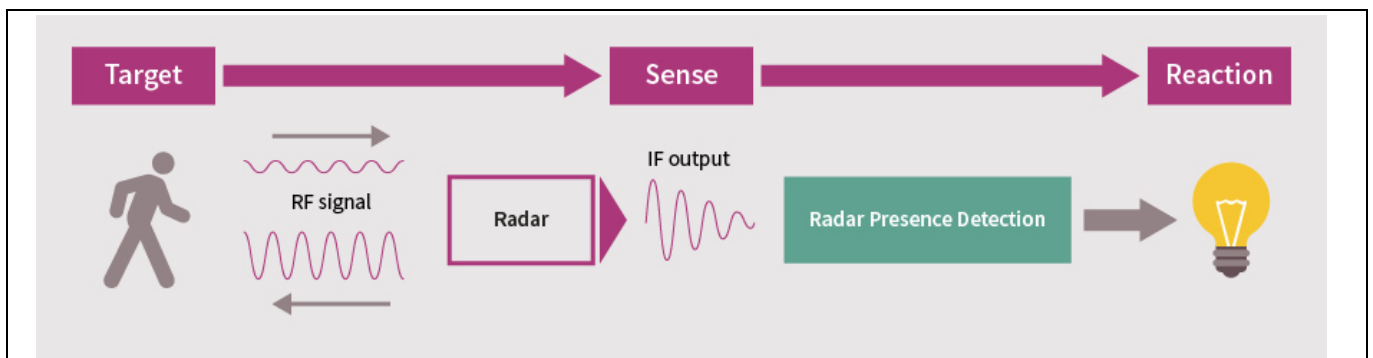 Target
Sense
Reaction
RF signal
Radar
IF output
Radar Presence Detection